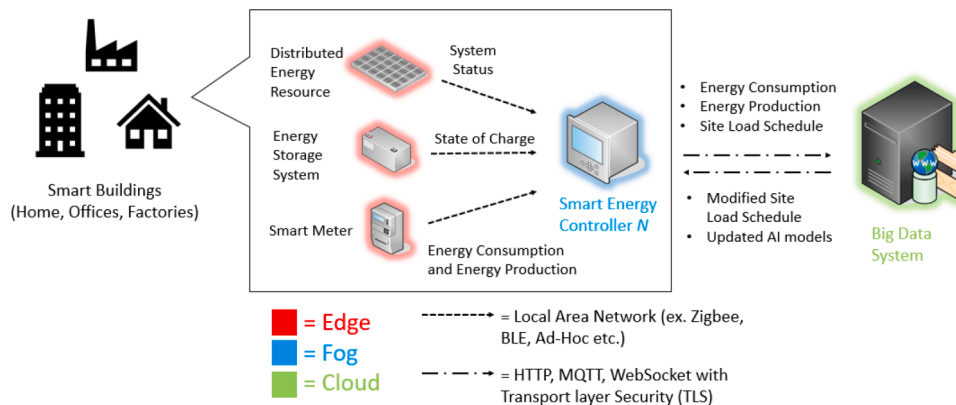 Distributed
Energy
Resource
System
Status
Energy
Storage
System
State of Charge
Smart Meter
Energy Consumption
and Energy Production
Smart Energy
Controller N
Smart Buildings
(Home, Offices, Factories)
• Energy Consumption
• Energy Production
• Site Load Schedule
• Modified Site
Load Schedule
• Updated AI models
WWW
Big Data
System
= Edge
= Fog
= Cloud
= Local Area Network (ex. Zigbee,
BLE, Ad-Hoc etc.)
= HTTP, MQTT, WebSocket with
Transport layer Security (TLS)